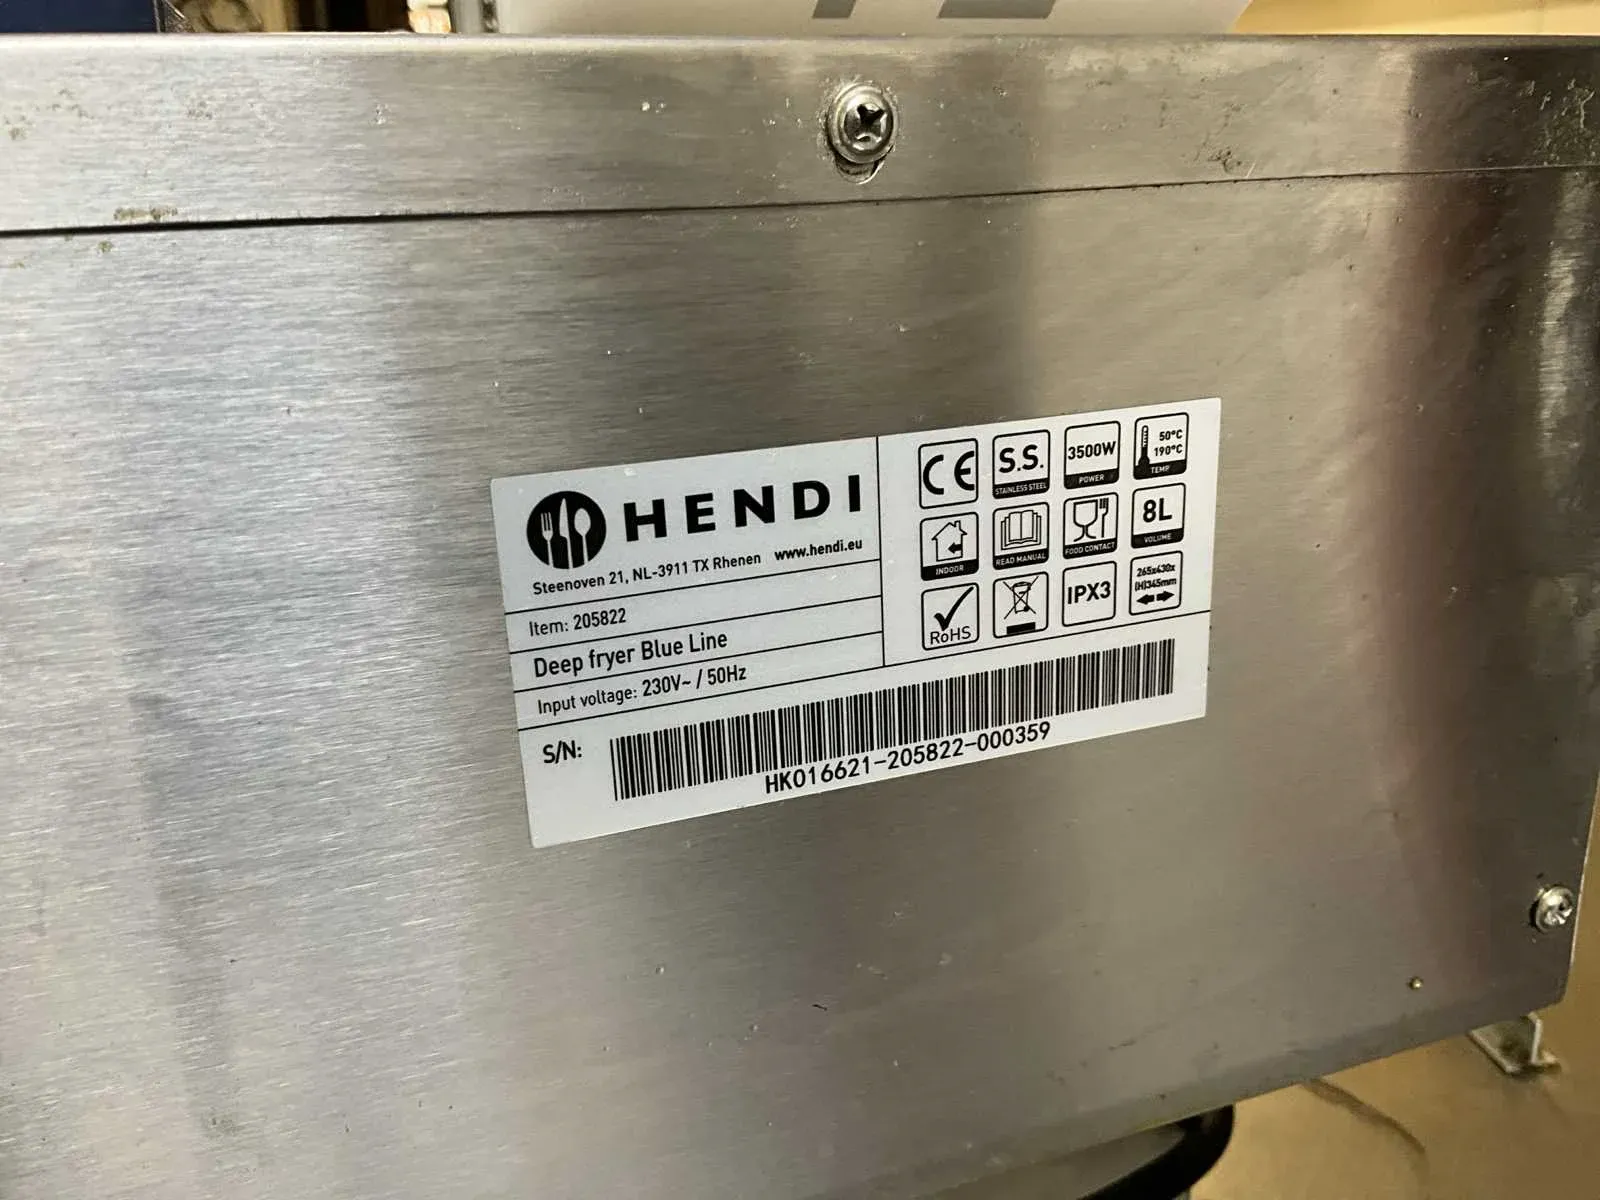 HENDI
Steenoven 21, NL-3911 TX Rhenen www.hendi.eu
Item: 205822
Deep fryer Blue Line
Input voltage: 230V~ / 50Hz
S/N:
HK016621-205822-000359
CE
S.S.
STAINLESS STEEL
3500W
POWER
50°C
190°C
TEMP
INDOOR
READ MANUAL
FOOD CONTACT
8L
VOLUME
RoHS
IPX3
265x430x
(H)345mm